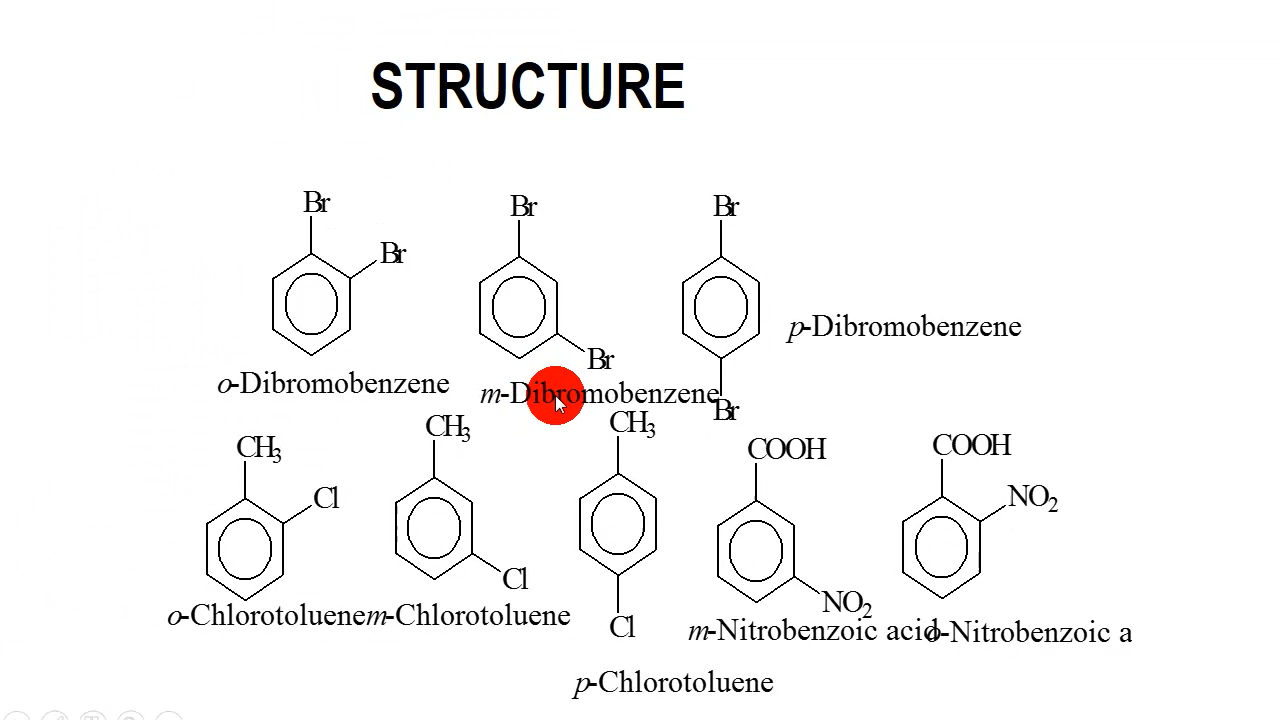 STRUCTURE
Br
Br
o-Dibromobenzene
Br
Br
m-Dibromobenzene
Br
Br
p-Dibromobenzene
CH3
Cl
o-Chlorotoluene
CH3
Cl
m-Chlorotoluene
CH3
Cl
p-Chlorotoluene
COOH
NO2
m-Nitrobenzoic acid
COOH
NO2
o-Nitrobenzoic a